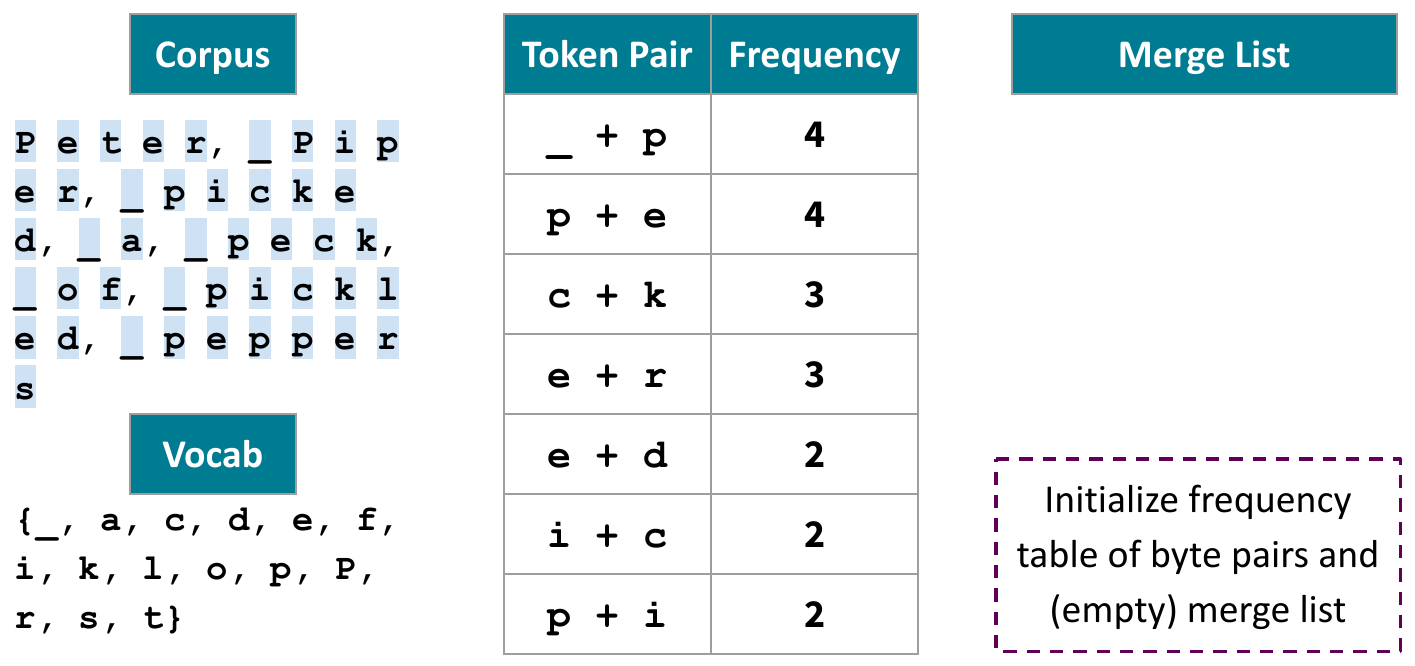 Corpus
P e t e r, _ P i p
e r, _ p i c k e
d, _ a, _ p e c k,
_ o f, _ p i c k l
e d, _ p e p p e r
s
Vocab
{_, a, c, d, e, f,
i, k, l, o, p, P,
r, s, t}
Token Pair Frequency
_ + p 4
p + e 4
c + k 3
e + r 3
e + d 2
i + c 2
p + i 2
Merge List
Initialize frequency
table of byte pairs and
(empty) merge list